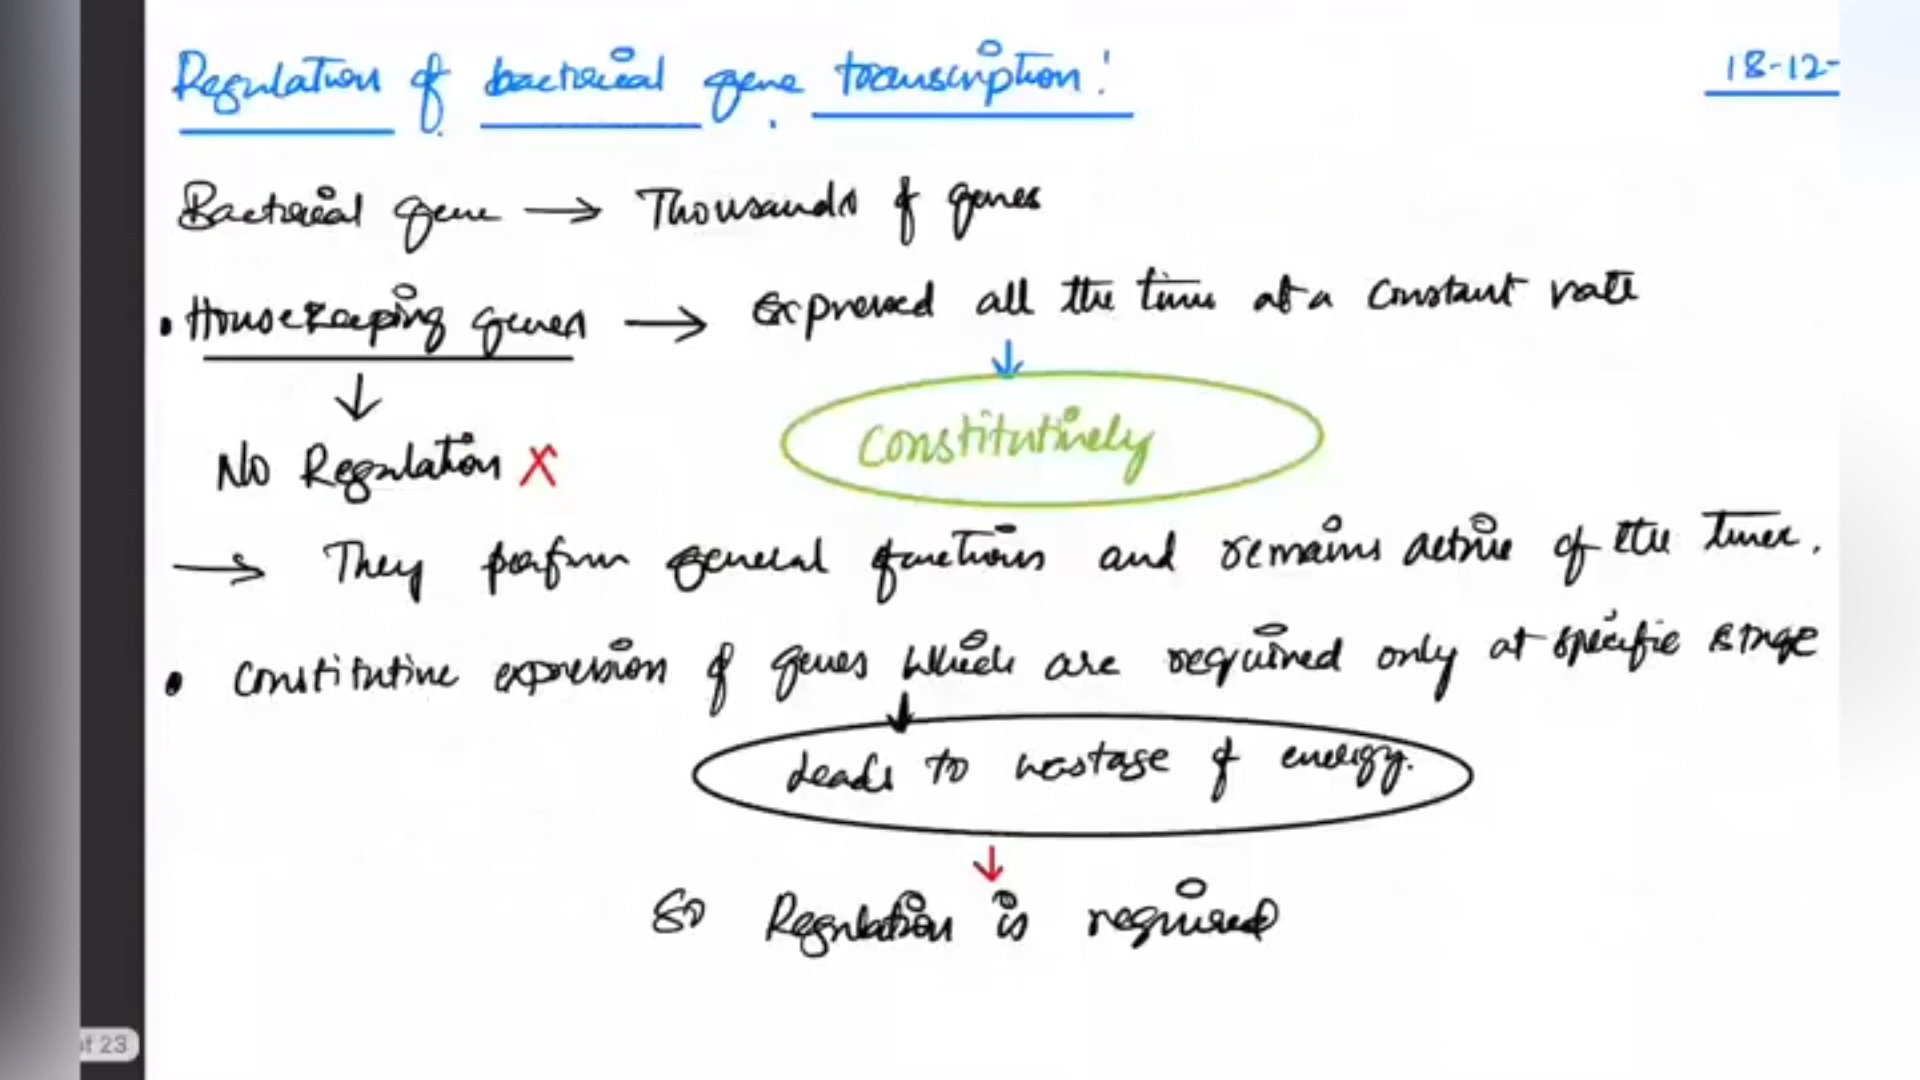 Regulation of bacterial gene transcription: 18-12-
Bacterial gene → Thousands of genes
• Housekeeping genes → Expressed all the time at a constant rate
↓ ↓
Constitutively
No Regulation X
→ They perform general functions and remains active of the time.
• Constitutive expression of genes which are required only at specific stage
↓
Leads to wastage of energy.
↓
So Regulation is required
of 23